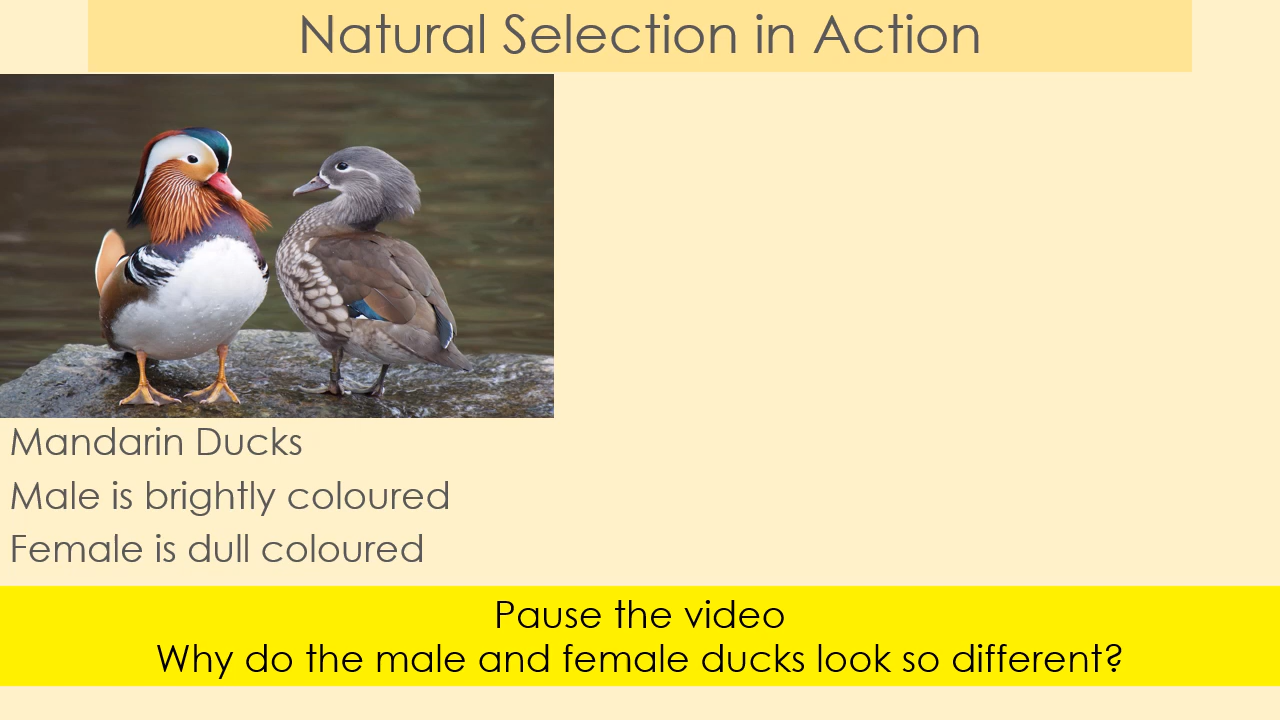 Natural Selection in Action
Mandarin Ducks
Male is brightly coloured
Female is dull coloured
Pause the video
Why do the male and female ducks look so different?